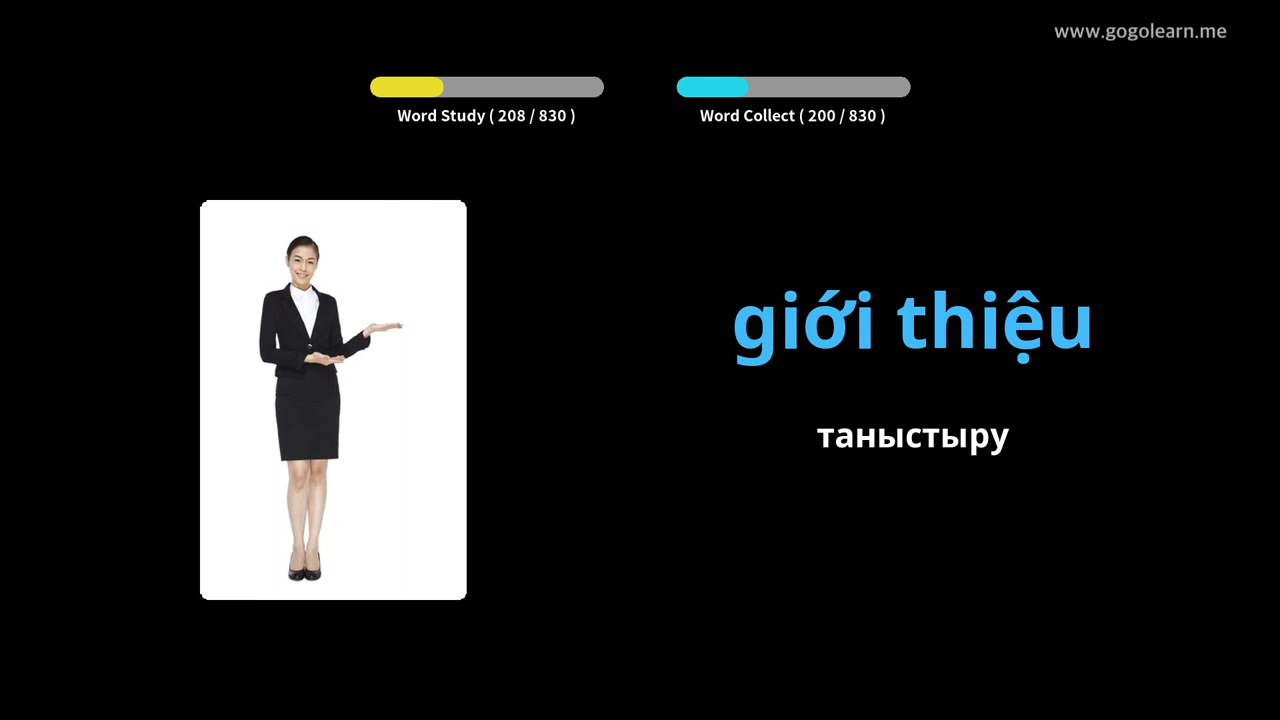 www.gogolearn.me
Word Study ( 208 / 830 )
Word Collect ( 200 / 830 )
giới thiệu
таныстыру